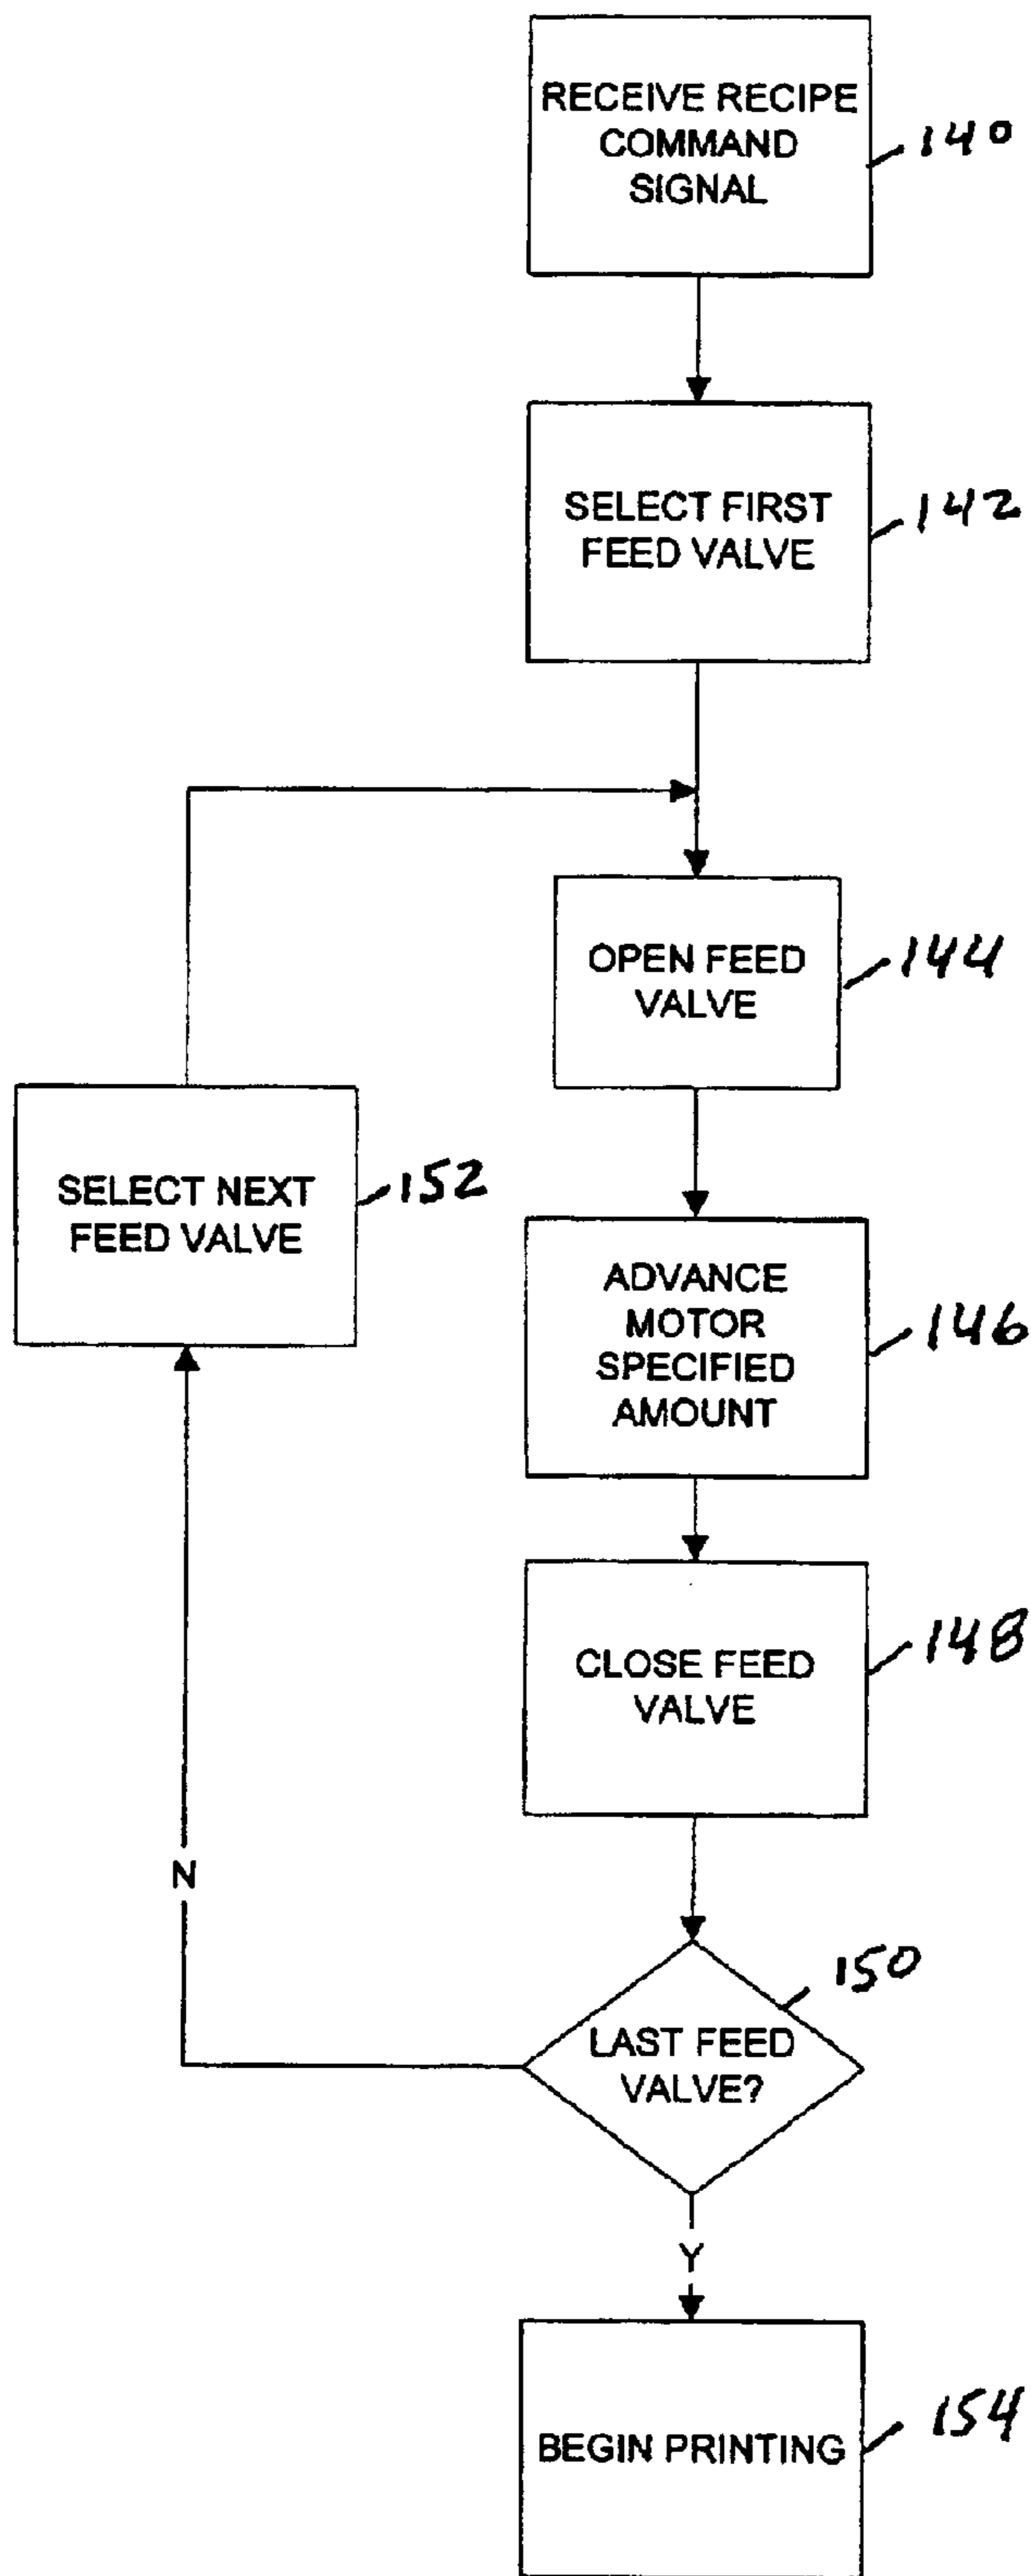 RECEIVE RECIPE
COMMAND
SIGNAL
140
SELECT FIRST
FEED VALVE
142
OPEN FEED
VALVE
144
SELECT NEXT
FEED VALVE
152
ADVANCE
MOTOR
SPECIFIED
AMOUNT
146
CLOSE FEED
VALVE
148
N
LAST FEED
VALVE?
150
Y
BEGIN PRINTING
154